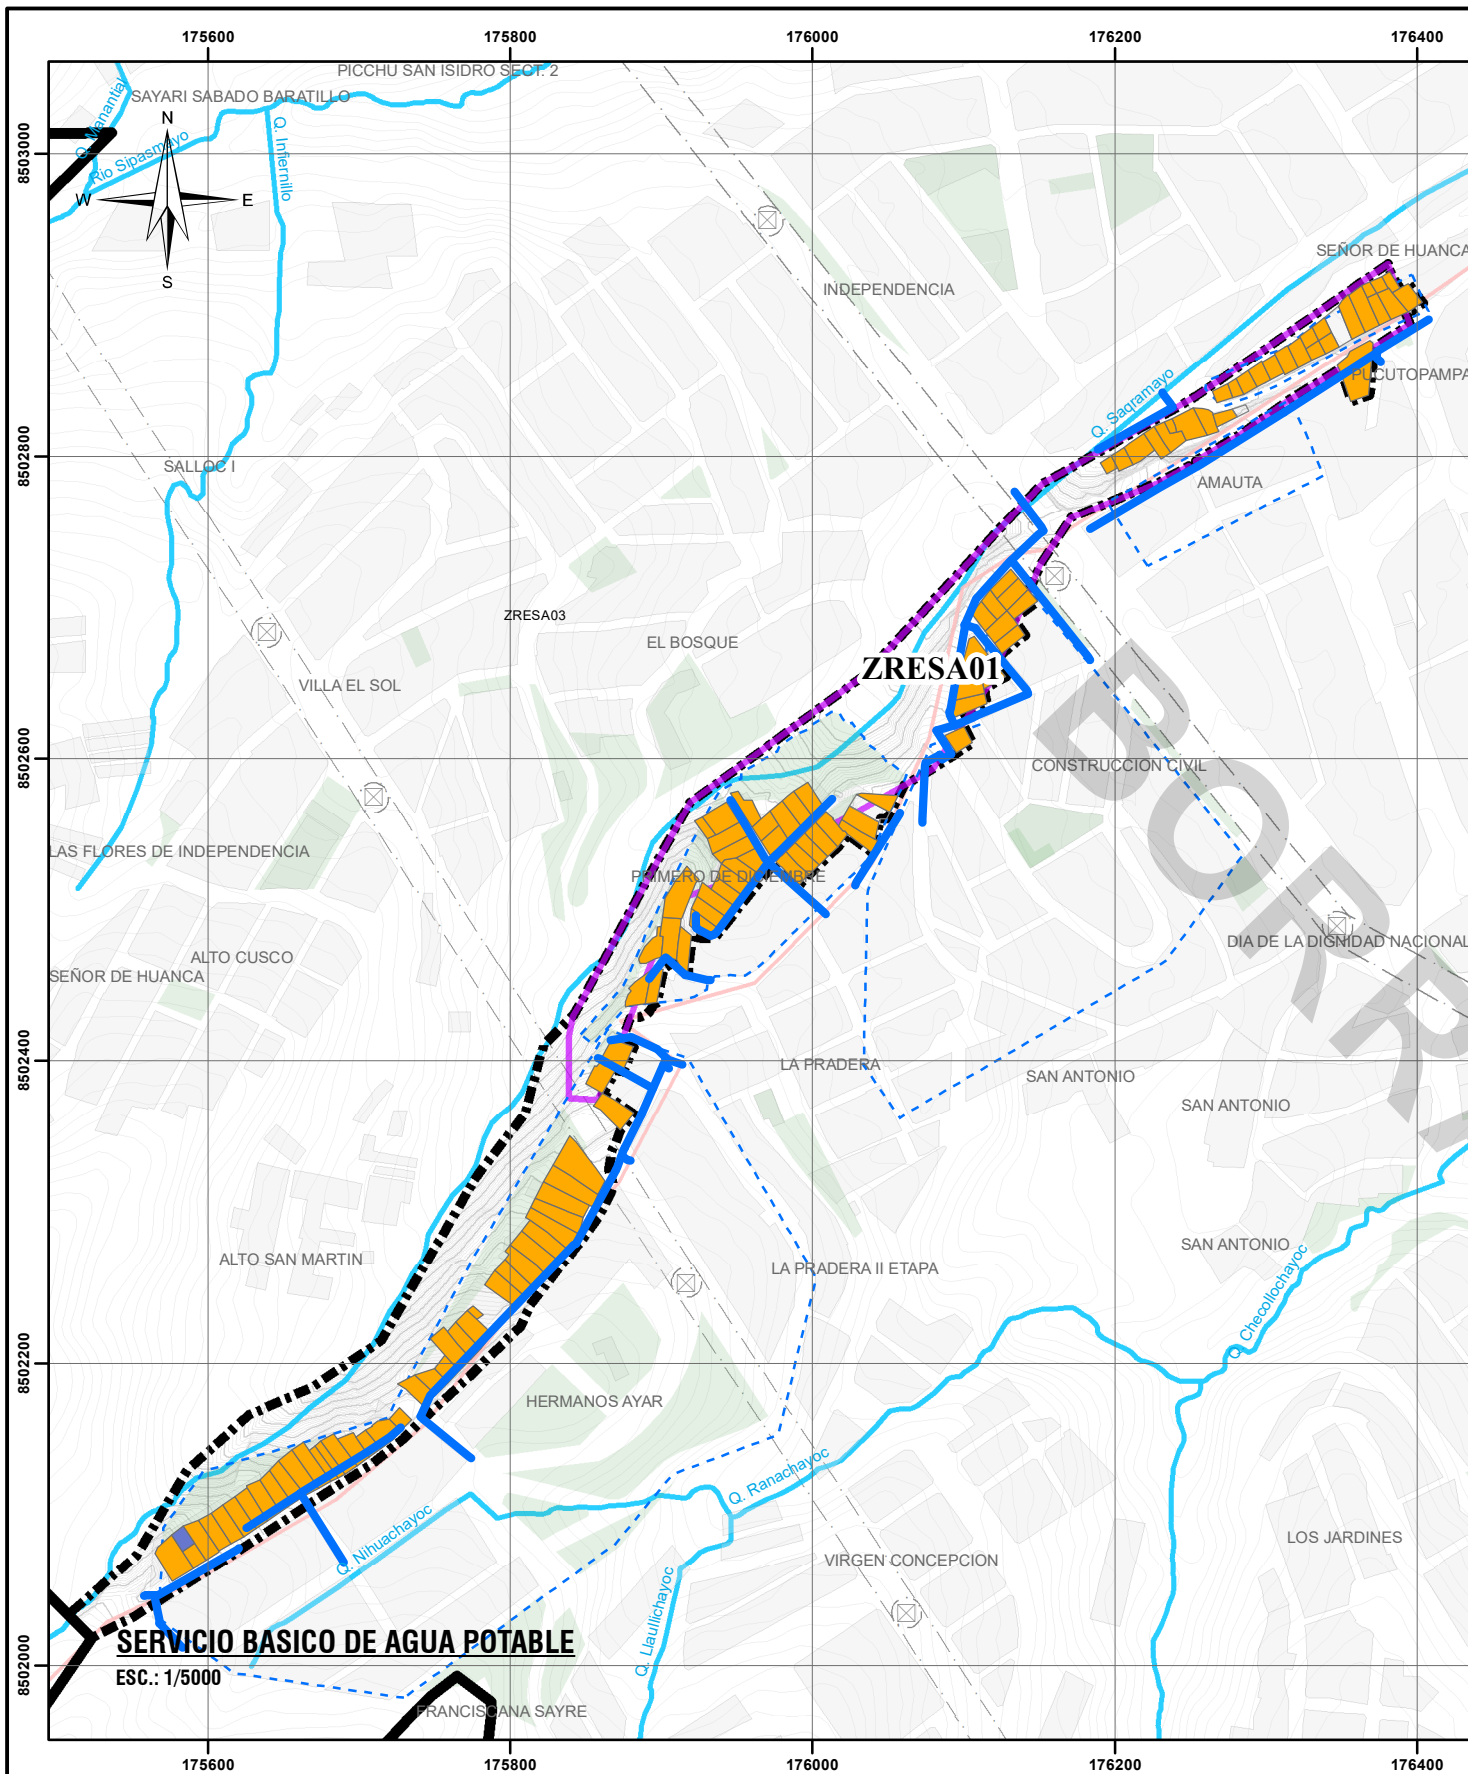 175600 175800 176000 176200 176400
PICCHU SAN ISIDRO SECT. 2
SAYARI SABADO BARATILLO
Q. Manantial
Rio Sipasmayo
Q. Infiernillo
N
W E
S
8503000
SEÑOR DE HUANCA
INDEPENDENCIA
PUCUTOPAMPA
Q. Saqramayo
8502800
SALLOC I
AMAUTA
ZRESA03
EL BOSQUE
ZRESA01
VILLA EL SOL
8502600
CONSTRUCCION CIVIL
LAS FLORES DE INDEPENDENCIA
PRIMERO DE DICIEMBRE
BORR
DIA DE LA DIGNIDAD NACIONAL
ALTO CUSCO
SEÑOR DE HUANCA
8502400
LA PRADERA
SAN ANTONIO
SAN ANTONIO
SAN ANTONIO
ALTO SAN MARTIN
LA PRADERA II ETAPA
Q. Checollochayoc
8502200
HERMANOS AYAR
Q. Ranachayoc
Q. Nihuachayoc
LOS JARDINES
VIRGEN CONCEPCION
Q. Llaullichayoc
SERVICIO BASICO DE AGUA POTABLE
8502000
ESC.: 1/5000
FRANCISCANA SAYRE
175600 175800 176000 176200 176400